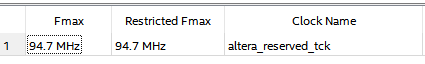 Fmax Restricted Fmax Clock Name
1 94.7 MHz 94.7 MHz altera_reserved_tck